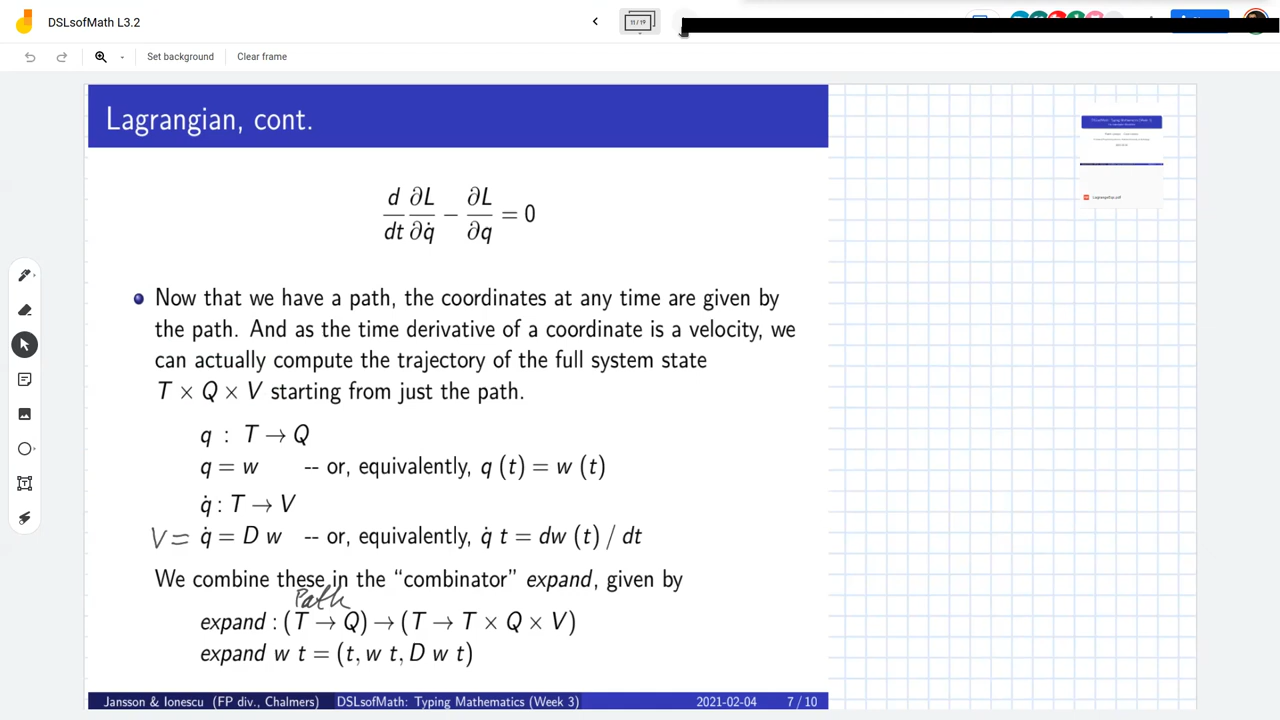 DSLsofMath L3.2
11 / 19
Set background
Clear frame
Lagrangian, cont.
d/dt ∂L/∂q̇ − ∂L/∂q = 0
Now that we have a path, the coordinates at any time are given by
the path. And as the time derivative of a coordinate is a velocity, we
can actually compute the trajectory of the full system state
T × Q × V starting from just the path.
q : T → Q
q = w -- or, equivalently, q (t) = w (t)
q̇ : T → V
V = q̇ = D w -- or, equivalently, q̇ t = dw (t) / dt
We combine these in the “combinator” expand, given by
Path
expand : (T → Q) → (T → T × Q × V)
expand w t = (t, w t, D w t)
Jansson & Ionescu (FP div., Chalmers) DSLsofMath: Typing Mathematics (Week 3) 2021-02-04 7 / 10